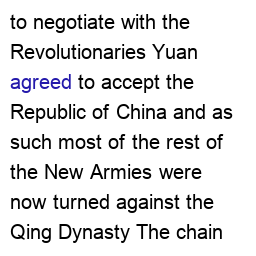 to negotiate with the
Revolutionaries Yuan
agreed to accept the
Republic of China and as
such most of the rest of
the New Armies were
now turned against the
Qing Dynasty The chain